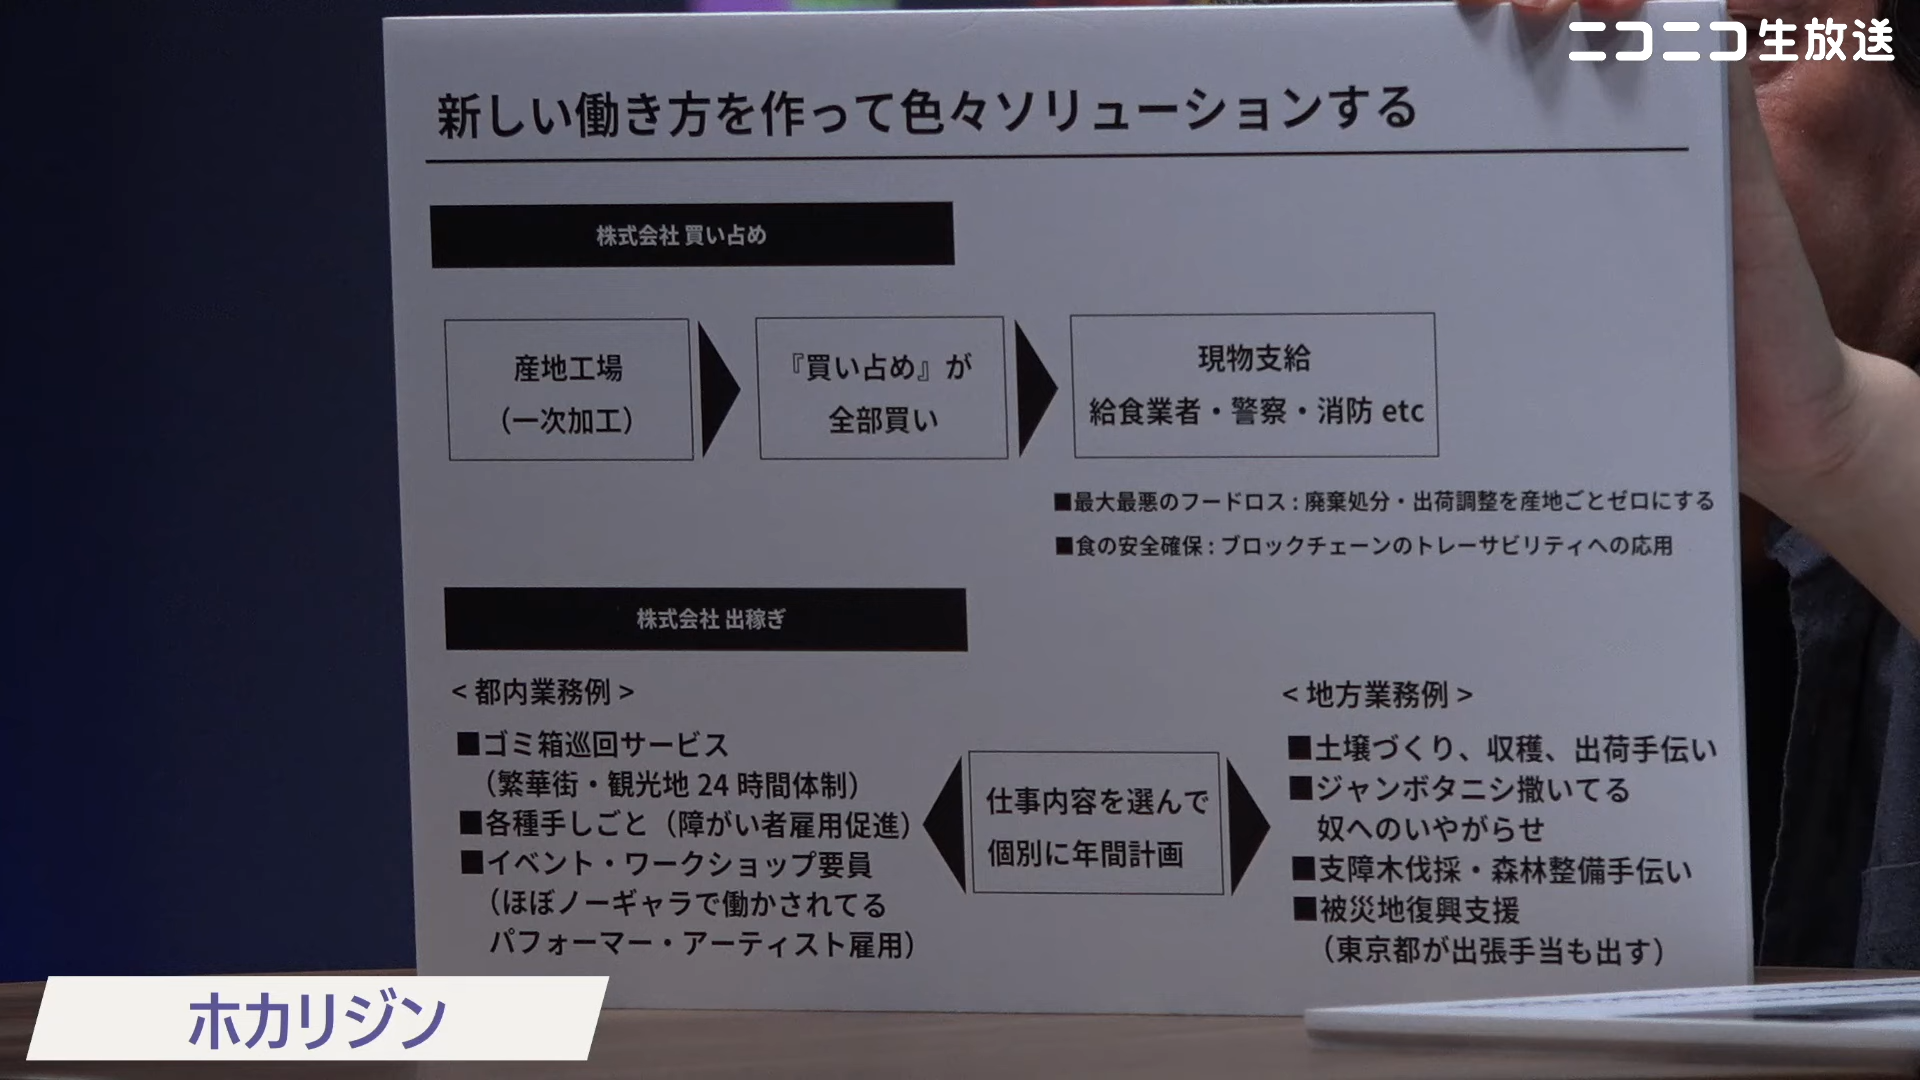 ニコニコ生放送
新しい働き方を作って色々ソリューションする
株式会社 買い占め
産地工場
（一次加工）
『買い占め』が
全部買い
現物支給
給食業者・警察・消防 etc
■最大最悪のフードロス：廃棄処分・出荷調整を産地ごとゼロにする
■食の安全確保：ブロックチェーンのトレーサビリティへの応用
株式会社 出稼ぎ
＜都内業務例＞
■ゴミ箱巡回サービス
（繁華街・観光地 24 時間体制）
■各種手しごと（障がい者雇用促進）
■イベント・ワークショップ要員
（ほぼノーギャラで働かされてる
パフォーマー・アーティスト雇用）
仕事内容を選んで
個別に年間計画
＜地方業務例＞
■土壌づくり、収穫、出荷手伝い
■ジャンボタニシ撒いてる
奴へのいやがらせ
■支障木伐採・森林整備手伝い
■被災地復興支援
（東京都が出張手当も出す）
ホカリジン